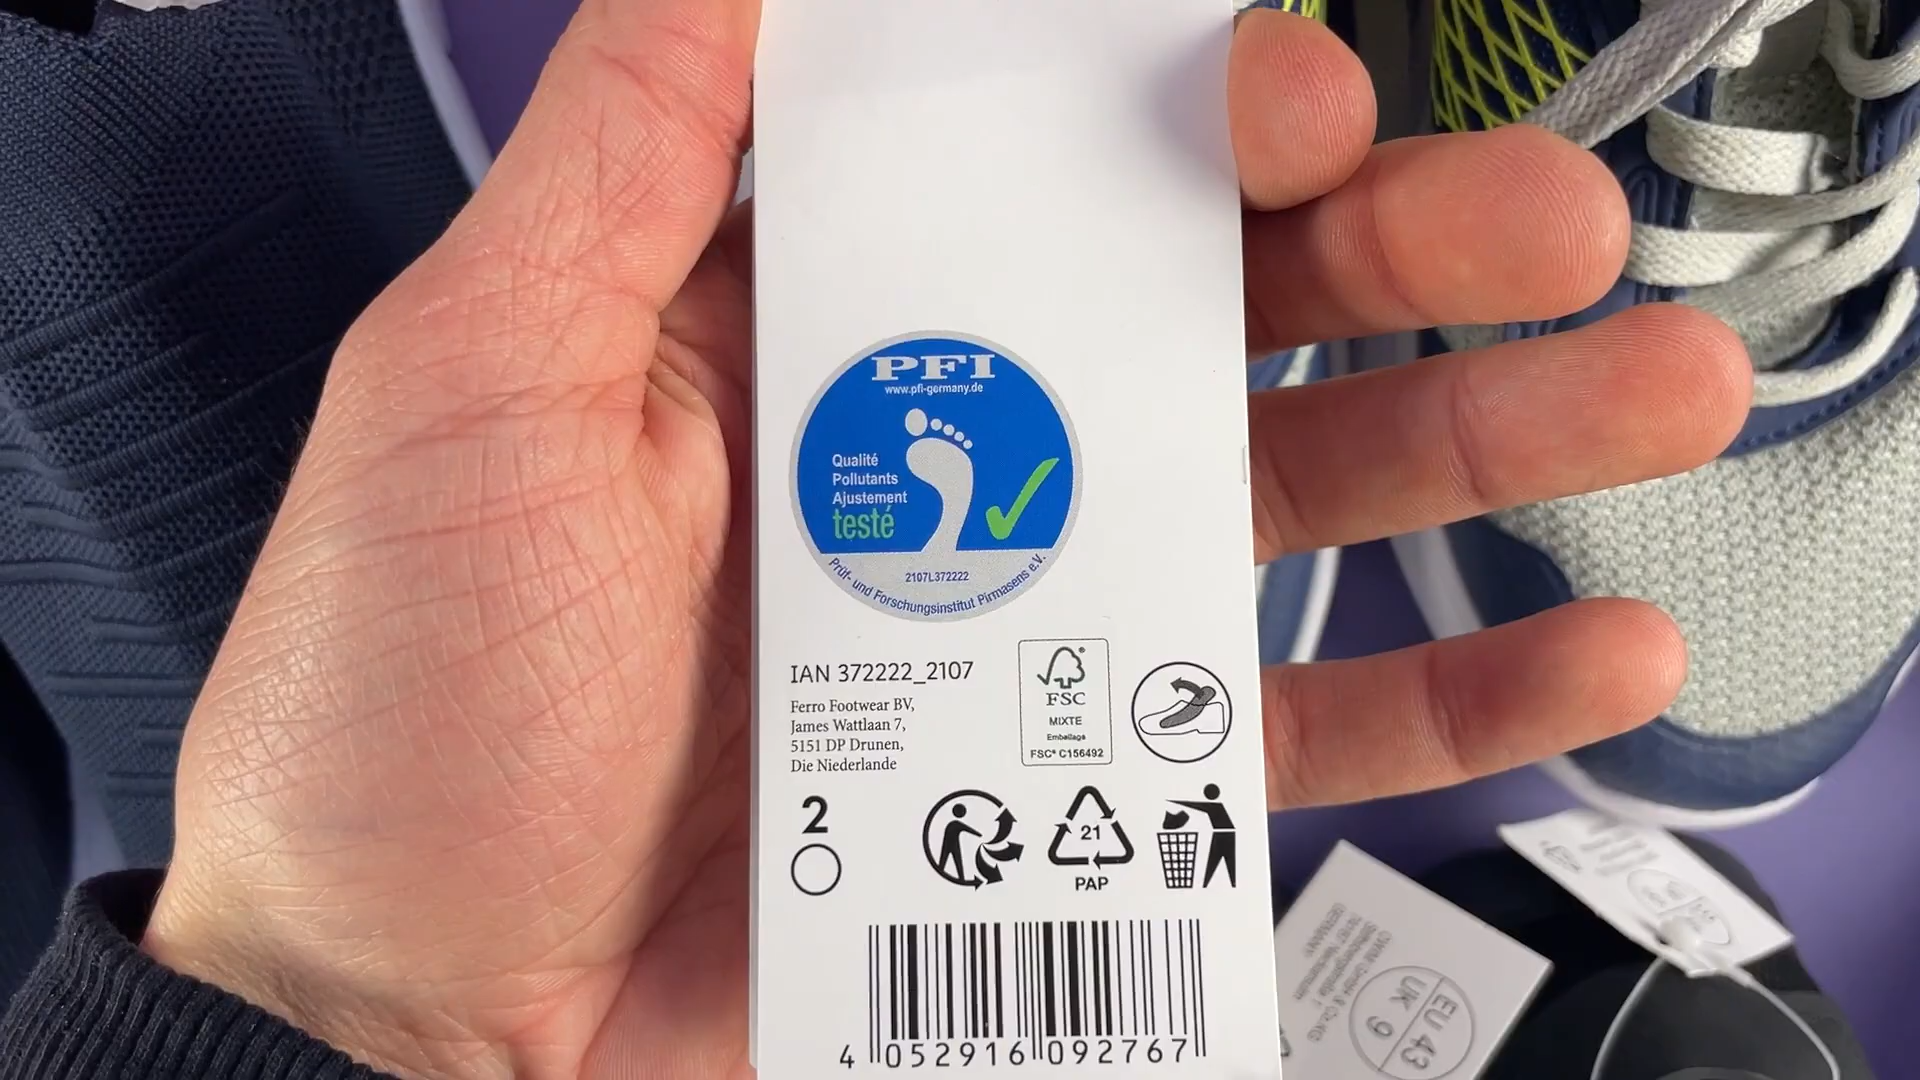 PFI
www.pfi-germany.de
Qualité
Pollutants
Ajustement
testé
2107L372222
Prüf- und Forschungsinstitut Pirmasens e.V.
IAN 372222_2107
Ferro Footwear BV,
James Wattlaan 7,
5151 DP Drunen,
Die Niederlande
FSC®
MIXTE
Emballage
FSC® C156492
2
21
PAP
4 052916 092767
EU 43
UK 9
GERMANY